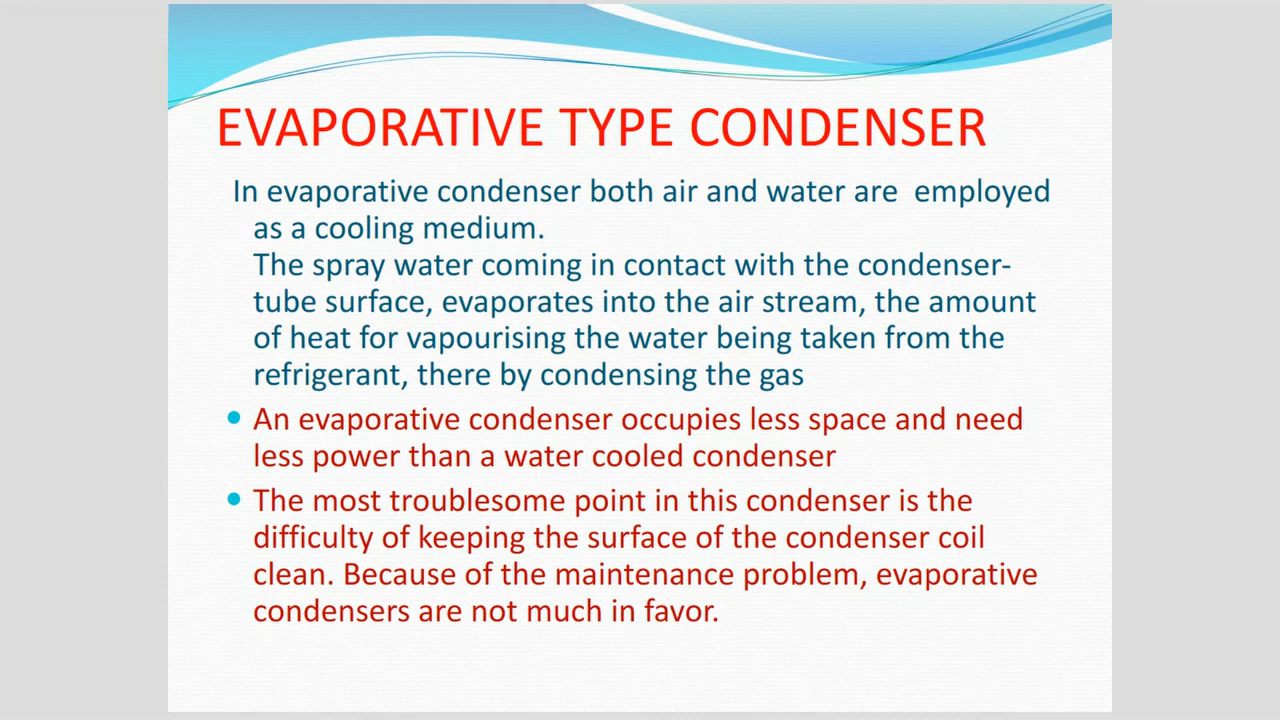 EVAPORATIVE TYPE CONDENSER
In evaporative condenser both air and water are employed
as a cooling medium.
The spray water coming in contact with the condenser-
tube surface, evaporates into the air stream, the amount
of heat for vapourising the water being taken from the
refrigerant, there by condensing the gas
• An evaporative condenser occupies less space and need
less power than a water cooled condenser
• The most troublesome point in this condenser is the
difficulty of keeping the surface of the condenser coil
clean. Because of the maintenance problem, evaporative
condensers are not much in favor.